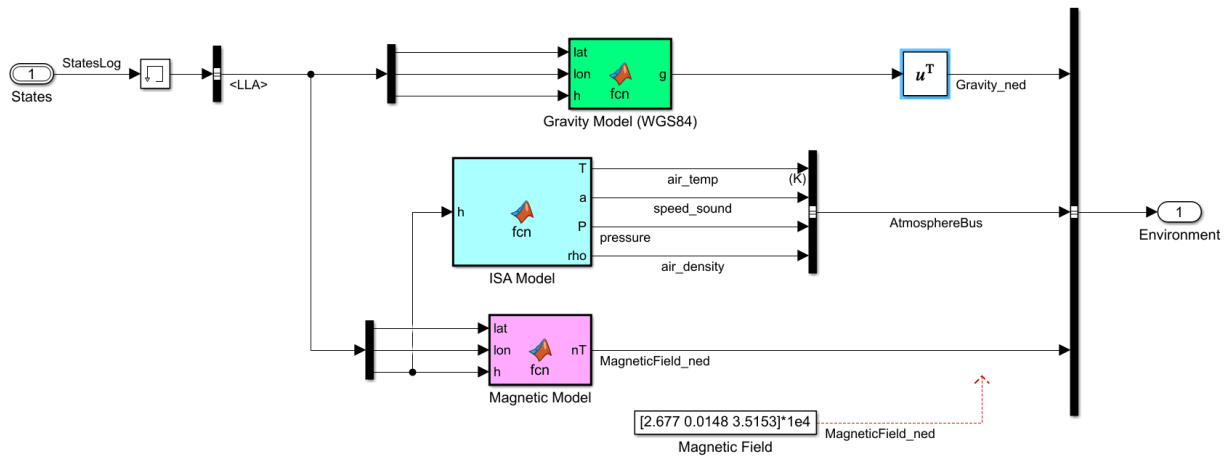 1
States
StatesLog
<LLA>
lat
lon
h
fcn
g
Gravity Model (WGS84)
u^T
Gravity_ned
h
fcn
T
a
P
rho
ISA Model
air_temp
(K)
speed_sound
pressure
air_density
AtmosphereBus
1
Environment
lat
lon
h
fcn
nT
Magnetic Model
MagneticField_ned
[2.677 0.0148 3.5153]*1e4
Magnetic Field
MagneticField_ned